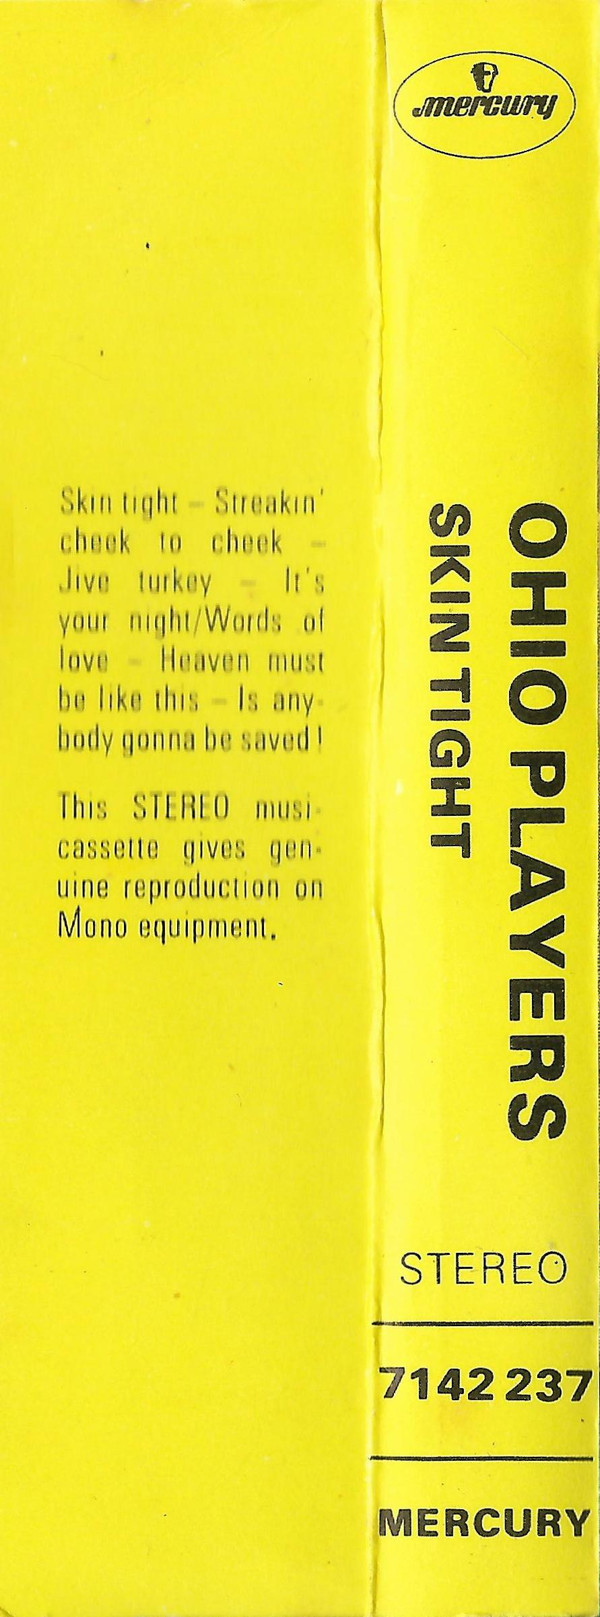 Skin tight – Streakin'
cheek to cheek –
Jive turkey – It's
your night/Words of
love – Heaven must
be like this – Is any-
body gonna be saved!
This STEREO musi-
cassette gives gen-
uine reproduction on
Mono equipment.
mercury
OHIO PLAYERS
SKIN TIGHT
STEREO
7142 237
MERCURY